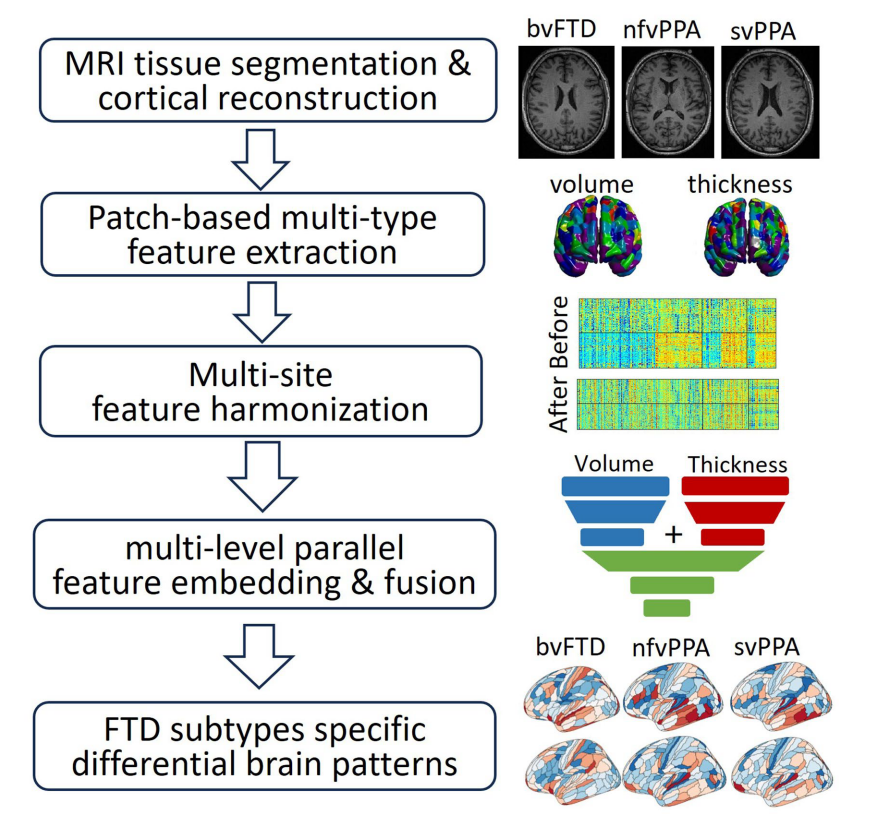 bvFTD nfvPPA svPPA
MRI tissue segmentation &
cortical reconstruction
volume thickness
Patch-based multi-type
feature extraction
Before
After
Multi-site
feature harmonization
Volume Thickness
+
multi-level parallel
feature embedding & fusion
bvFTD nfvPPA svPPA
FTD subtypes specific
differential brain patterns